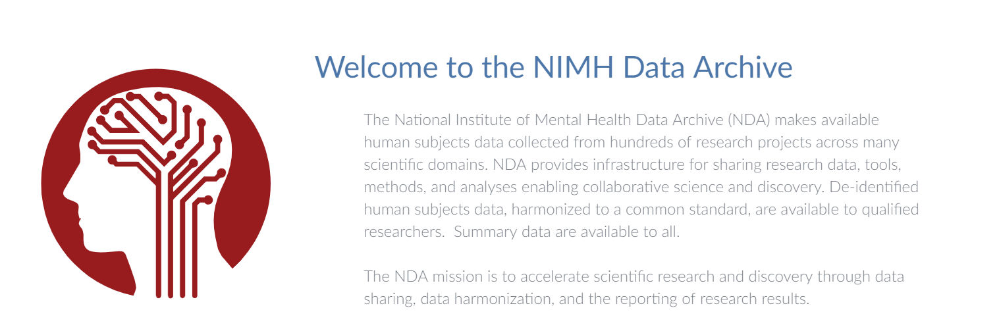 Welcome to the NIMH Data Archive
The National Institute of Mental Health Data Archive (NDA) makes available
human subjects data collected from hundreds of research projects across many
scientific domains. NDA provides infrastructure for sharing research data, tools,
methods, and analyses enabling collaborative science and discovery. De-identified
human subjects data, harmonized to a common standard, are available to qualified
researchers.  Summary data are available to all.
The NDA mission is to accelerate scientific research and discovery through data
sharing, data harmonization, and the reporting of research results.